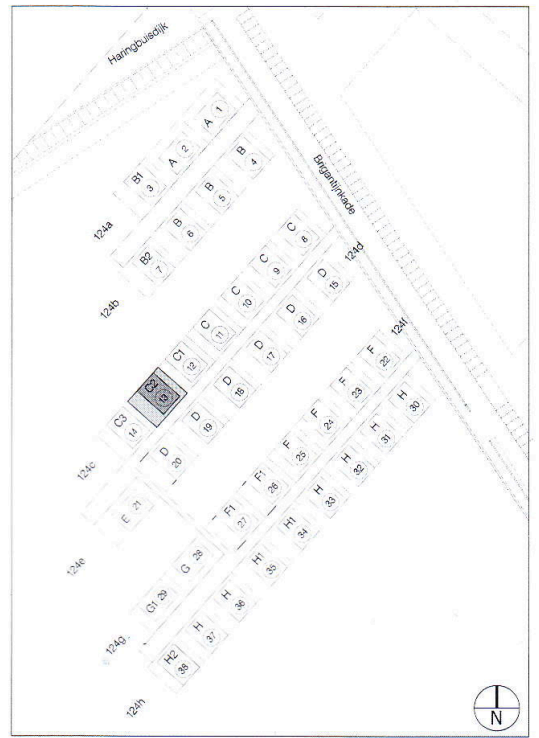 Haringbuisdijk
Brigantijnkade
A 1
A 2
B1 3
124a
B 4
B 5
B 6
B2 7
124b
C 8
C 9
C 10
C 11
C1 12
C2 13
C3 14
124c
124d
D 15
D 16
D 17
D 18
D 19
D 20
E 21
124e
124f
F 22
F 23
F 24
F 25
F1 26
F1 27
G 28
G1 29
124g
H 30
H 31
H 32
H 33
H1 34
H1 35
H 36
H 37
H2 38
124h
N